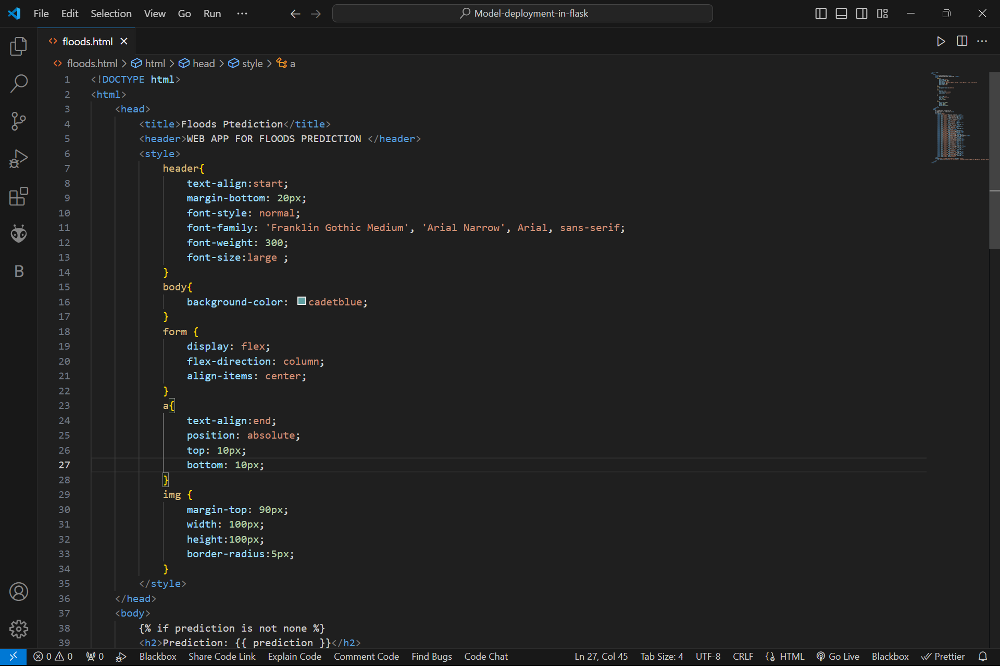 File Edit Selection View Go Run ··· Model-deployment-in-flask
floods.html
floods.html > html > head > style > a
1 <!DOCTYPE html>
2 <html>
3 <head>
4 <title>Floods Ptediction</title>
5 <header>WEB APP FOR FLOODS PREDICTION </header>
6 <style>
7 header{
8 text-align:start;
9 margin-bottom: 20px;
10 font-style: normal;
11 font-family: 'Franklin Gothic Medium', 'Arial Narrow', Arial, sans-serif;
12 font-weight: 300;
13 font-size:large ;
14 }
15 body{
16 background-color: cadetblue;
17 }
18 form {
19 display: flex;
20 flex-direction: column;
21 align-items: center;
22 }
23 a{
24 text-align:end;
25 position: absolute;
26 top: 10px;
27 bottom: 10px;
28 }
29 img {
30 margin-top: 90px;
31 width: 100px;
32 height:100px;
33 border-radius:5px;
34 }
35 </style>
36 </head>
37 <body>
38 {% if prediction is not none %}
39 <h2>Prediction: {{ prediction }}</h2>
B
0 0 0 Blackbox Share Code Link Explain Code Comment Code Find Bugs Code Chat Ln 27, Col 45 Tab Size: 4 UTF-8 CRLF HTML Go Live Blackbox Prettier